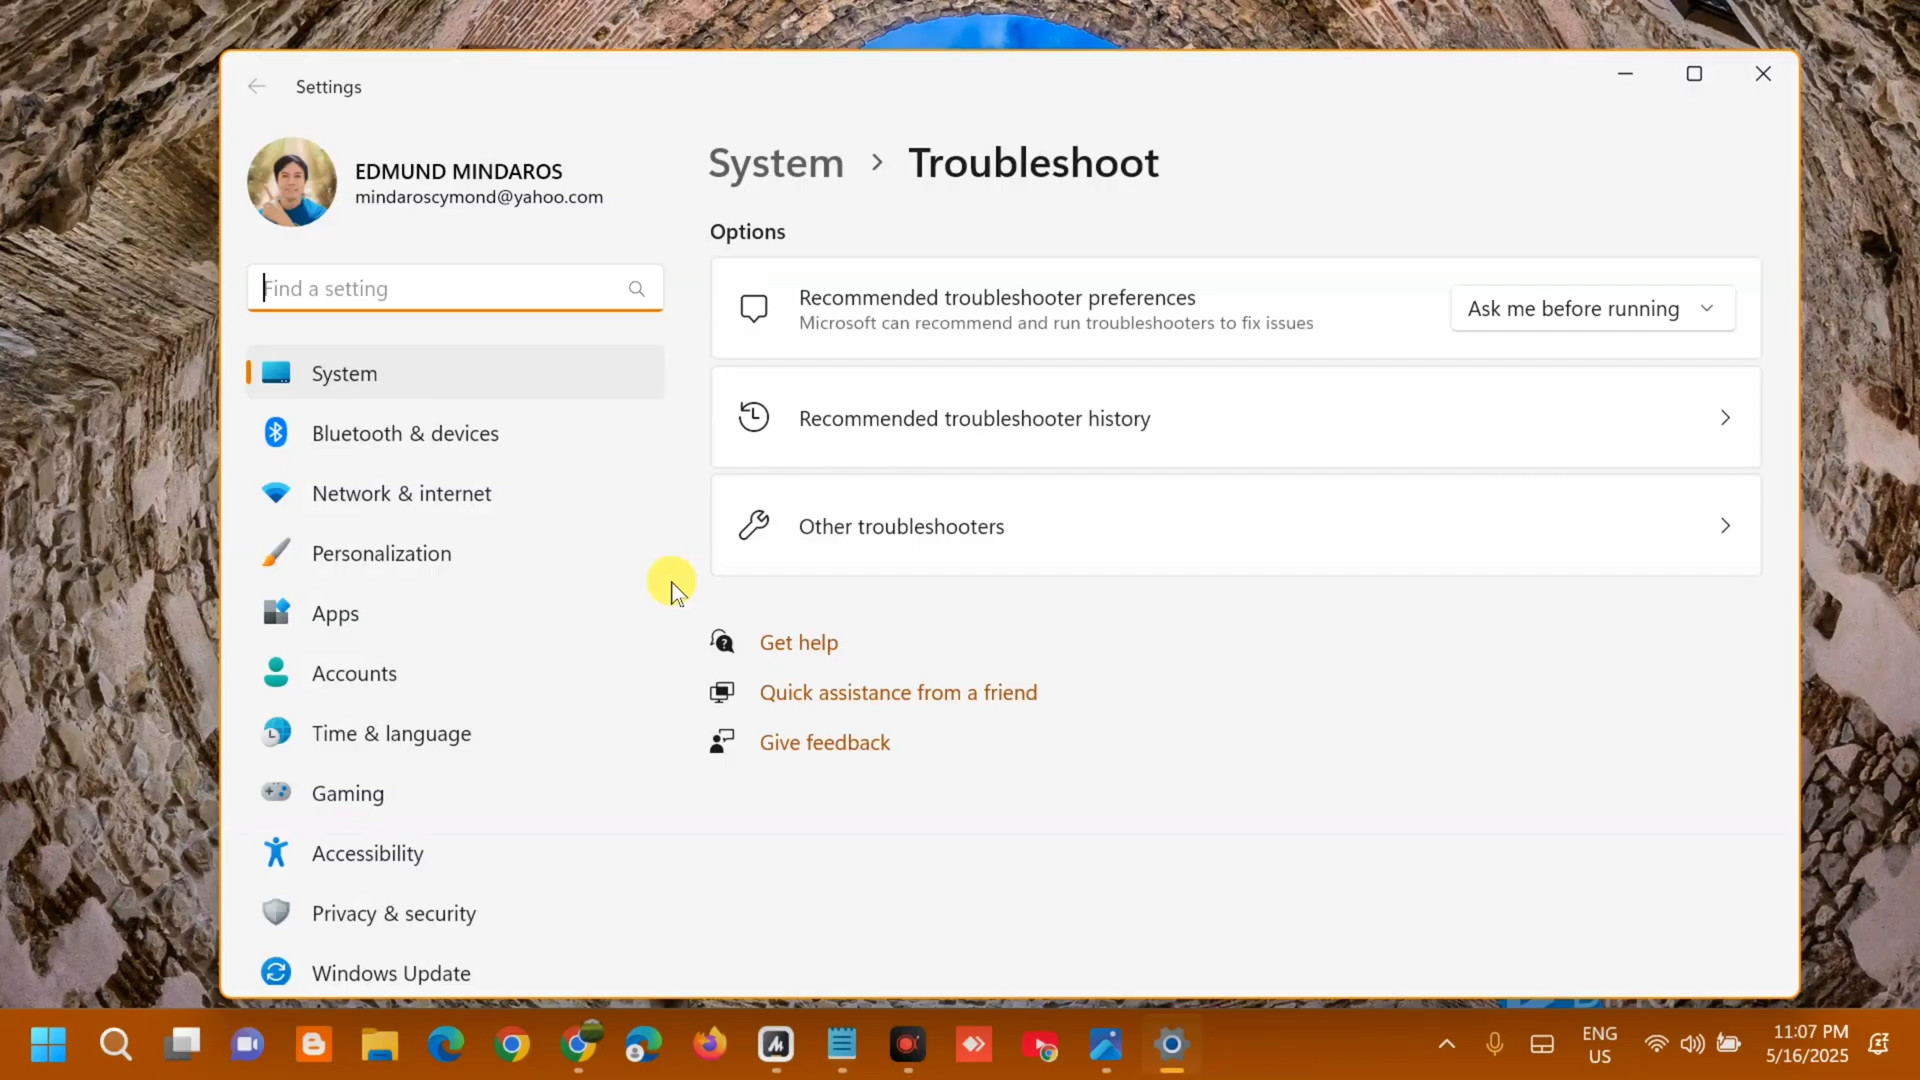 Settings
EDMUND MINDAROS
mindaroscymond@yahoo.com
Find a setting
System
Bluetooth & devices
Network & internet
Personalization
Apps
Accounts
Time & language
Gaming
Accessibility
Privacy & security
Windows Update
System > Troubleshoot
Options
Recommended troubleshooter preferences
Microsoft can recommend and run troubleshooters to fix issues
Ask me before running
Recommended troubleshooter history
Other troubleshooters
Get help
Quick assistance from a friend
Give feedback
ENG
US
11:07 PM
5/16/2025